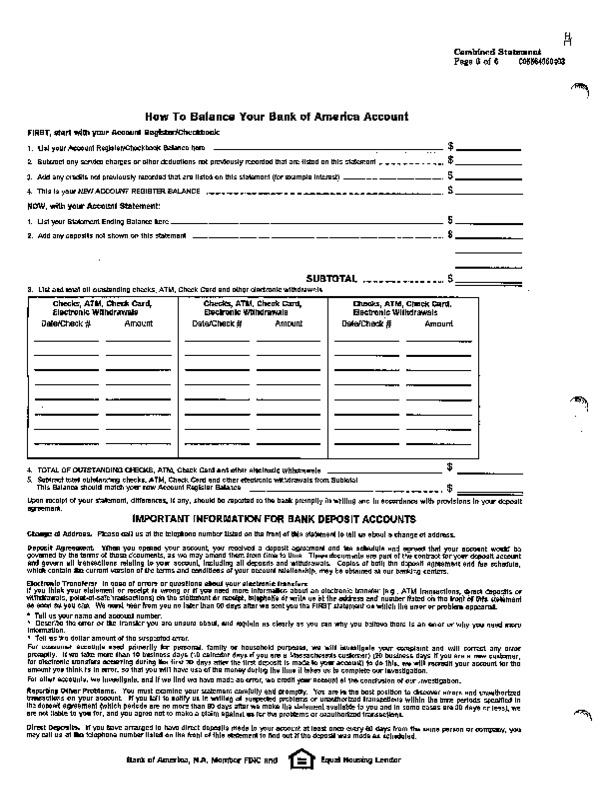 Combined Statement
Page 6 of 6
How To Balance Your Bank of America Account
FIRST, start with your Account Register/Checkbook:
1. List your Account Register/Checkbook Balance here $
2. Subtract any service charges or other deductions not previously recorded that are listed on this statement $
3. Add any credits not previously recorded that are listed on this statement (for example interest) $
4. This is your NEW ACCOUNT REGISTER BALANCE $
NOW, with your Account Statement:
1. List your Statement Ending Balance here $
2. Add any deposits not shown on this statement $
SUBTOTAL $
3. List and total all outstanding checks, ATM, Check Card and other electronic withdrawals
Checks, ATM, Check Card, Checks, ATM, Check Card, Checks, ATM, Check Card,
Electronic Withdrawals Electronic Withdrawals Electronic Withdrawals
Date/Check # Amount Date/Check # Amount Date/Check # Amount
4. TOTAL OF OUTSTANDING CHECKS, ATM, Check Card and other electronic withdrawals $
5. Subtract total outstanding checks, ATM, Check Card and other electronic withdrawals from Subtotal
This Balance should match your new Account Register Balance $
Upon receipt of your statement, differences, if any, should be reported to the bank promptly in writing and in accordance with provisions in your deposit
agreement.
IMPORTANT INFORMATION FOR BANK DEPOSIT ACCOUNTS
Change of Address. Please call us at the telephone number listed on the front of this statement to tell us about a change of address.
Deposit Agreement. When you opened your account, you received a deposit agreement and fee schedule and agreed that your account would be
governed by the terms of these documents, as we may amend them from time to time. These documents are part of the contract for your deposit account
and govern all transactions relating to your account, including all deposits and withdrawals. Copies of both the deposit agreement and fee schedule,
which contain the current version of the terms and conditions of your account relationship, may be obtained at our banking centers.
Electronic Transfers: In case of errors or questions about your electronic transfers
If you think your statement or receipt is wrong or if you need more information about an electronic transfer (e.g., ATM transactions, direct deposits or
withdrawals, point-of-sale transactions) on the statement or receipt, telephone or write us at the address and number listed on the front of this statement
as soon as you can. We must hear from you no later than 60 days after we sent you the FIRST statement on which the error or problem appeared.
* Tell us your name and account number.
* Describe the error or the transfer you are unsure about, and explain as clearly as you can why you believe there is an error or why you need more
information.
* Tell us the dollar amount of the suspected error.
For consumer accounts used primarily for personal, family or household purposes, we will investigate your complaint and will correct any error
promptly. If we take more than 10 business days (10 calendar days if you are a Massachusetts customer) (20 business days if you are a new customer,
for electronic transfers occurring during the first 30 days after the first deposit is made to your account) to do this, we will recredit your account for the
amount you think is in error, so that you will have use of the money during the time it takes us to complete our investigation.
For other accounts, we investigate, and if we find we have made an error, we credit your account at the conclusion of our investigation.
Reporting Other Problems. You must examine your statement carefully and promptly. You are in the best position to discover errors and unauthorized
transactions on your account. If you fail to notify us in writing of suspected problems or unauthorized transactions within the time periods specified in
the deposit agreement (which periods are no more than 60 days after we make the statement available to you and in some cases are 30 days or less), we
are not liable to you for, and you agree not to make a claim against us for the problems or unauthorized transactions.
Direct Deposits. If you have arranged to have direct deposits made to your account at least once every 60 days from the same person or company, you
may call us at the telephone number listed on the front of this statement to find out if the deposit was made as scheduled.
Bank of America, N.A. Member FDIC and Equal Housing Lender